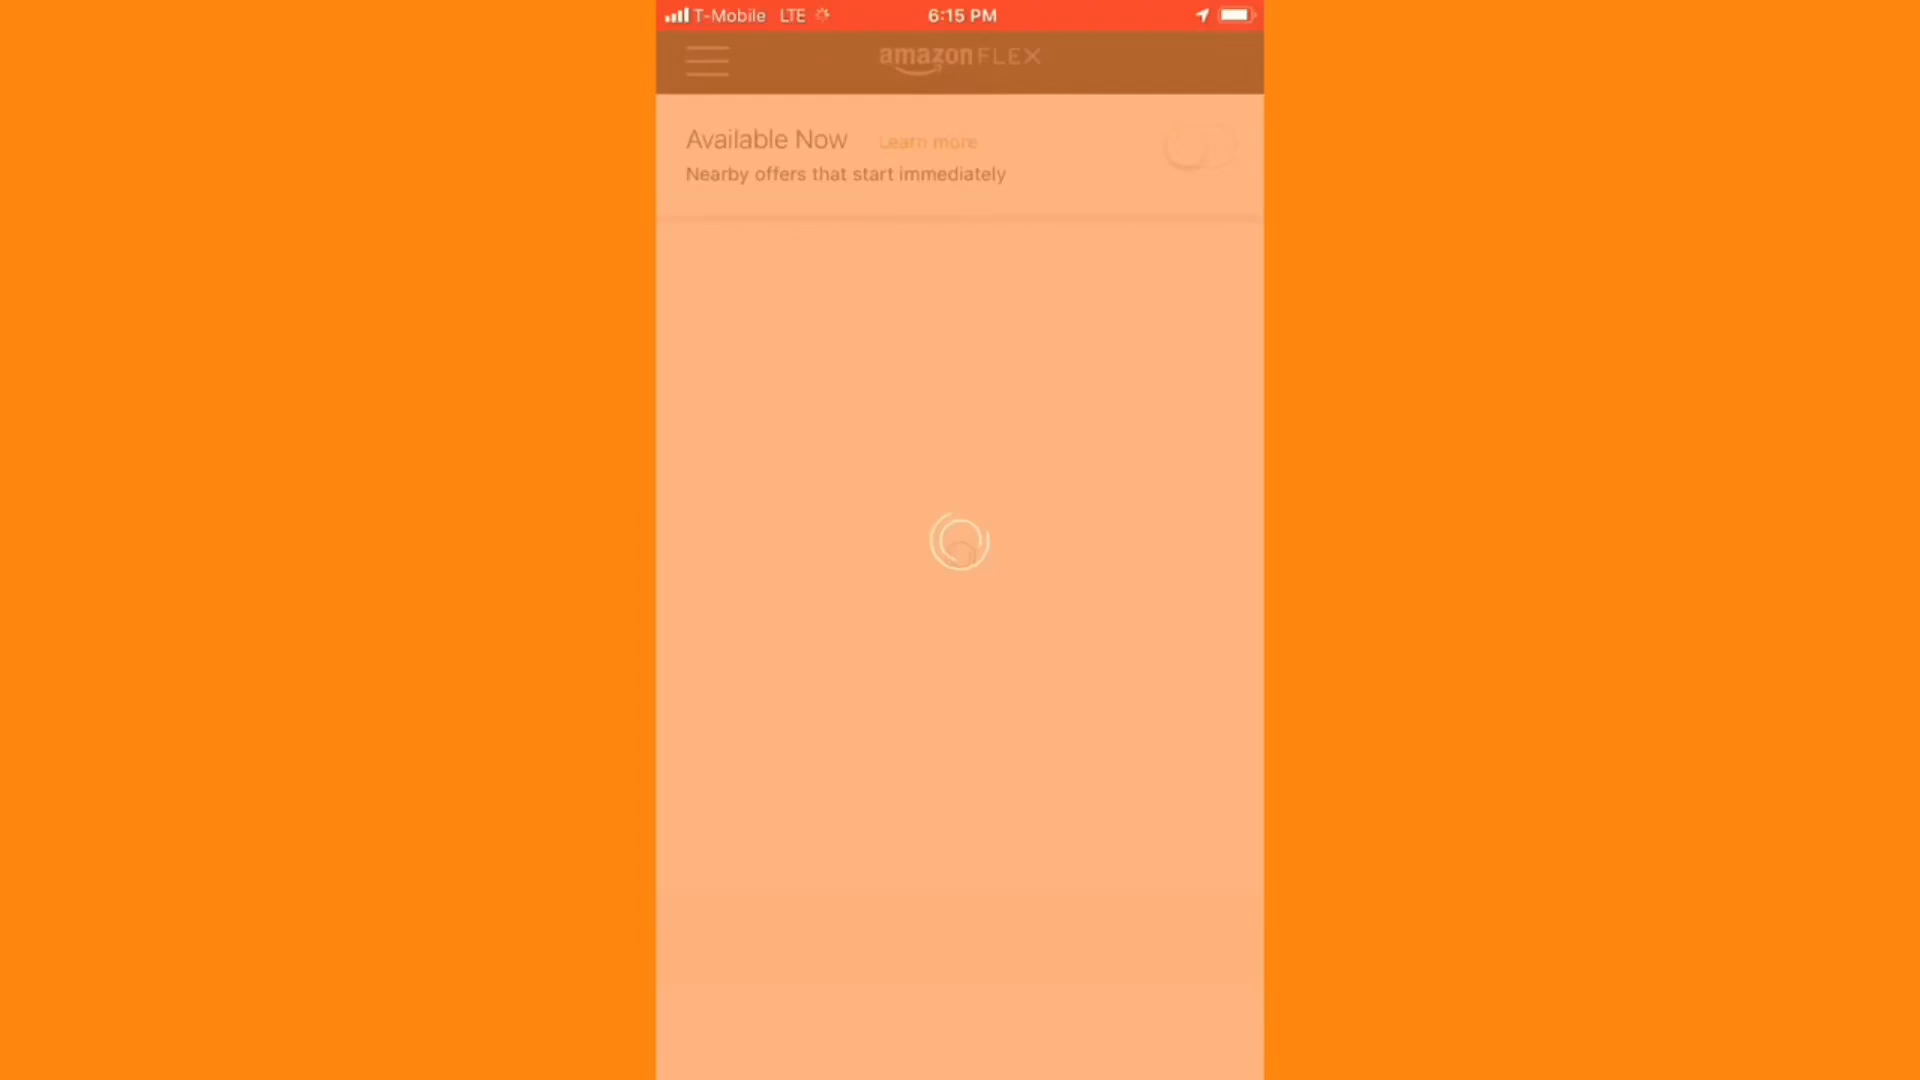 T-Mobile LTE 6:15 PM
amazon FLEX
Available Now Learn more
Nearby offers that start immediately